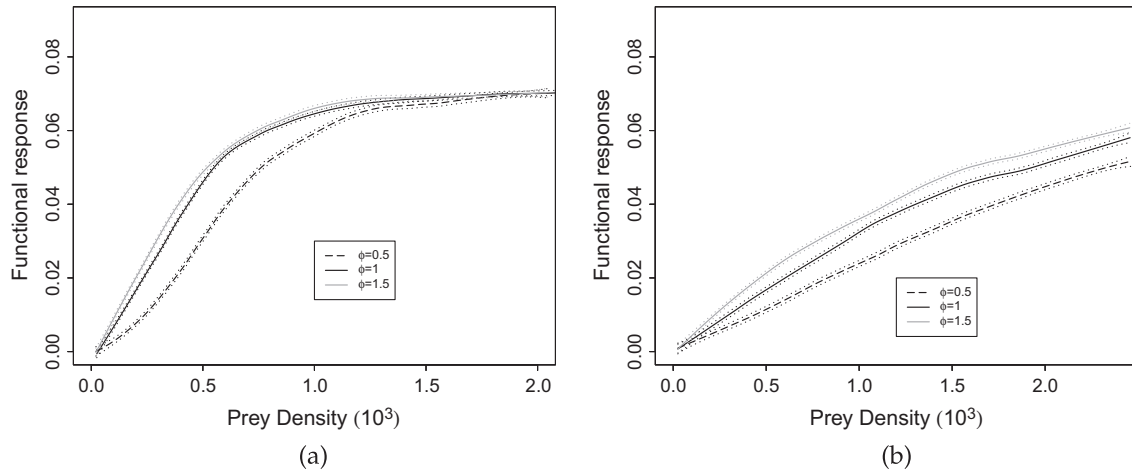 0.08
0.06
0.04
0.02
0.00
Functional response
ϕ=0.5
ϕ=1
ϕ=1.5
0.0 0.5 1.0 1.5 2.0
Prey Density (10³)
(a)
0.08
0.06
0.04
0.02
0.00
Functional response
ϕ=0.5
ϕ=1
ϕ=1.5
0.0 0.5 1.0 1.5 2.0
Prey Density (10³)
(b)